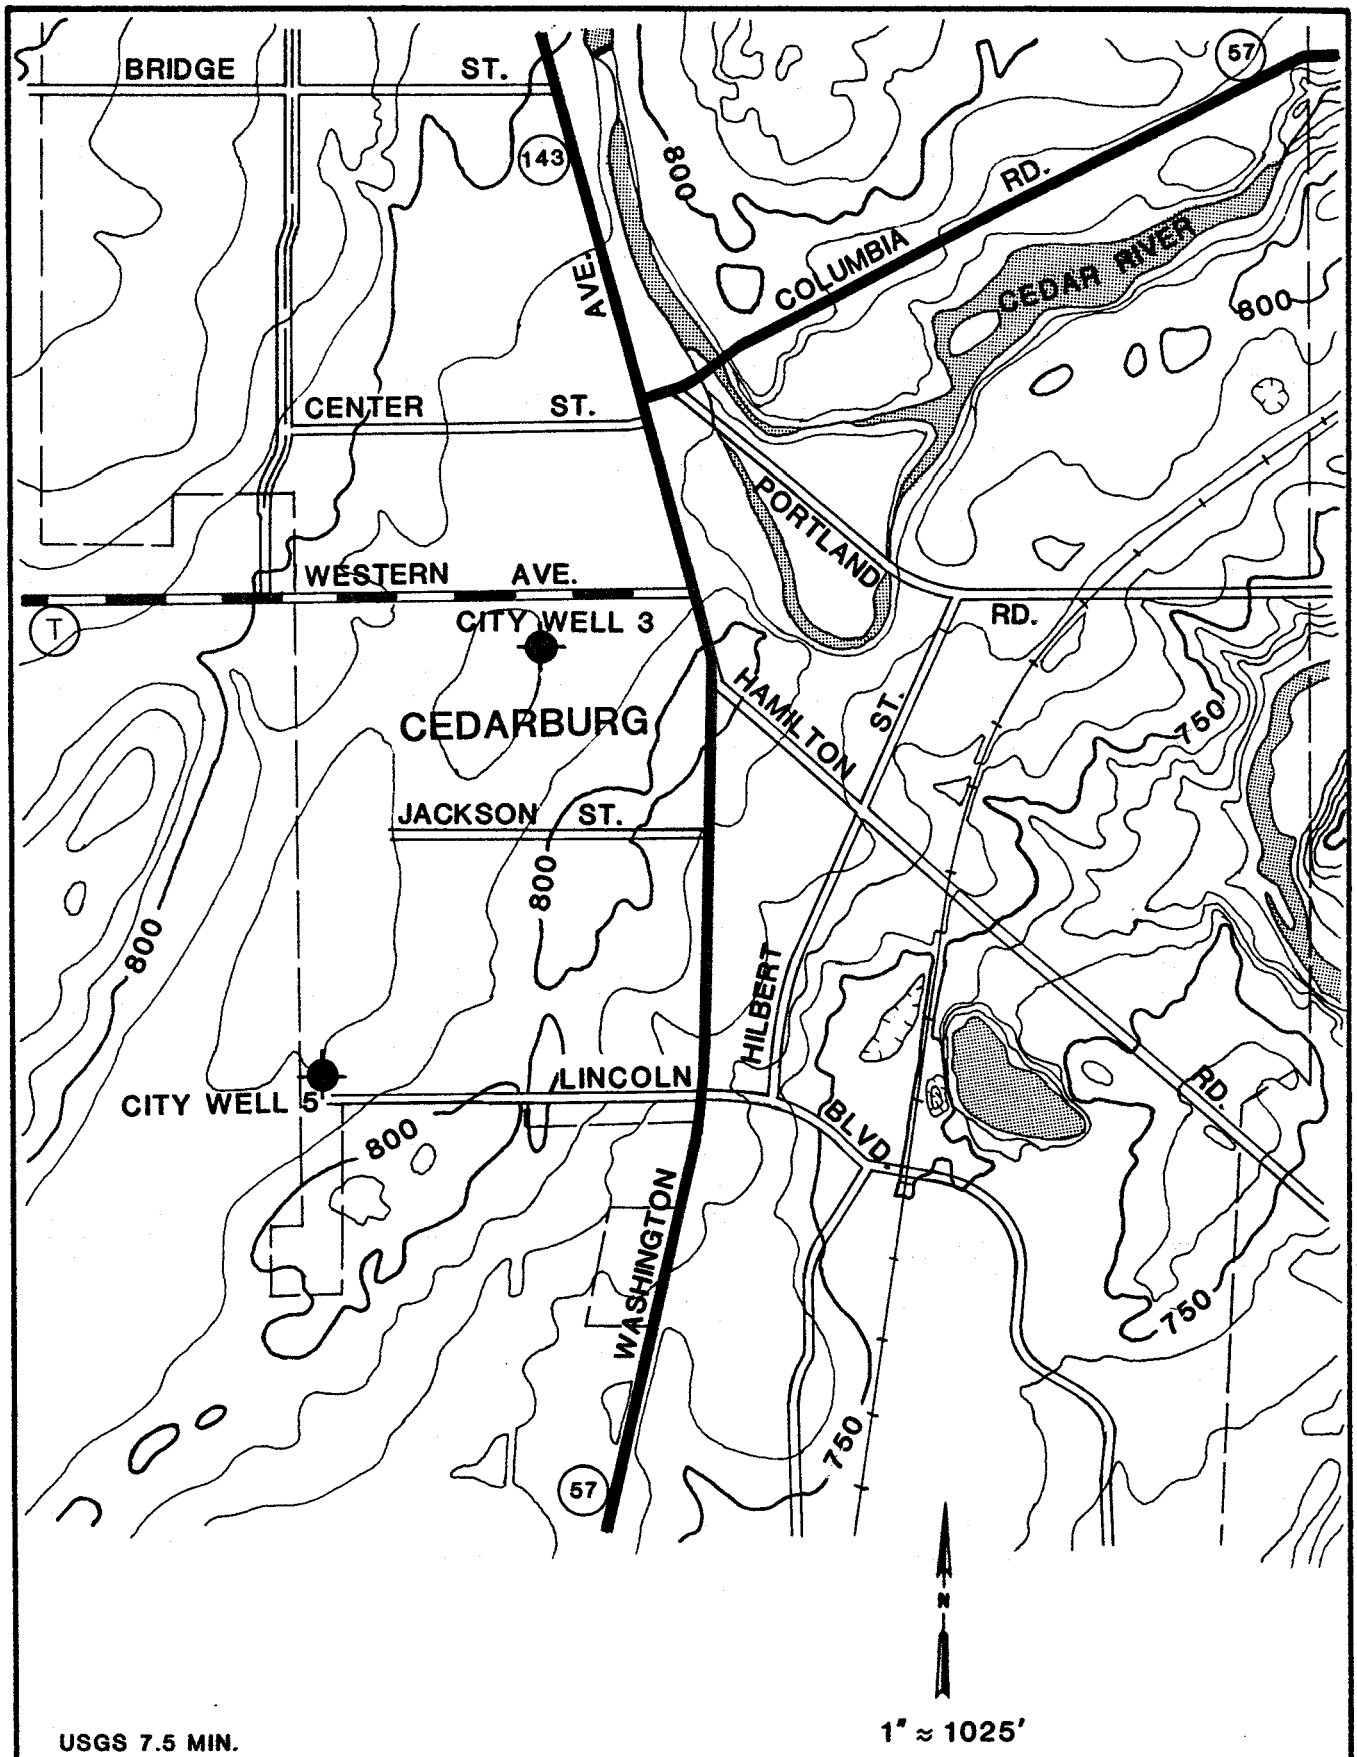 57
BRIDGE ST.
143
800
RD.
COLUMBIA
CEDAR RIVER
AVE.
800
CENTER ST.
PORTLAND
WESTERN AVE.
T
CITY WELL 3
RD.
HAMILTON
ST.
750
CEDARBURG
JACKSON ST.
800
800
HILBERT
LINCOLN
CITY WELL 5
RD.
BLVD.
800
WASHINGTON
750
750
57
N
1" ≈ 1025'
USGS 7.5 MIN.